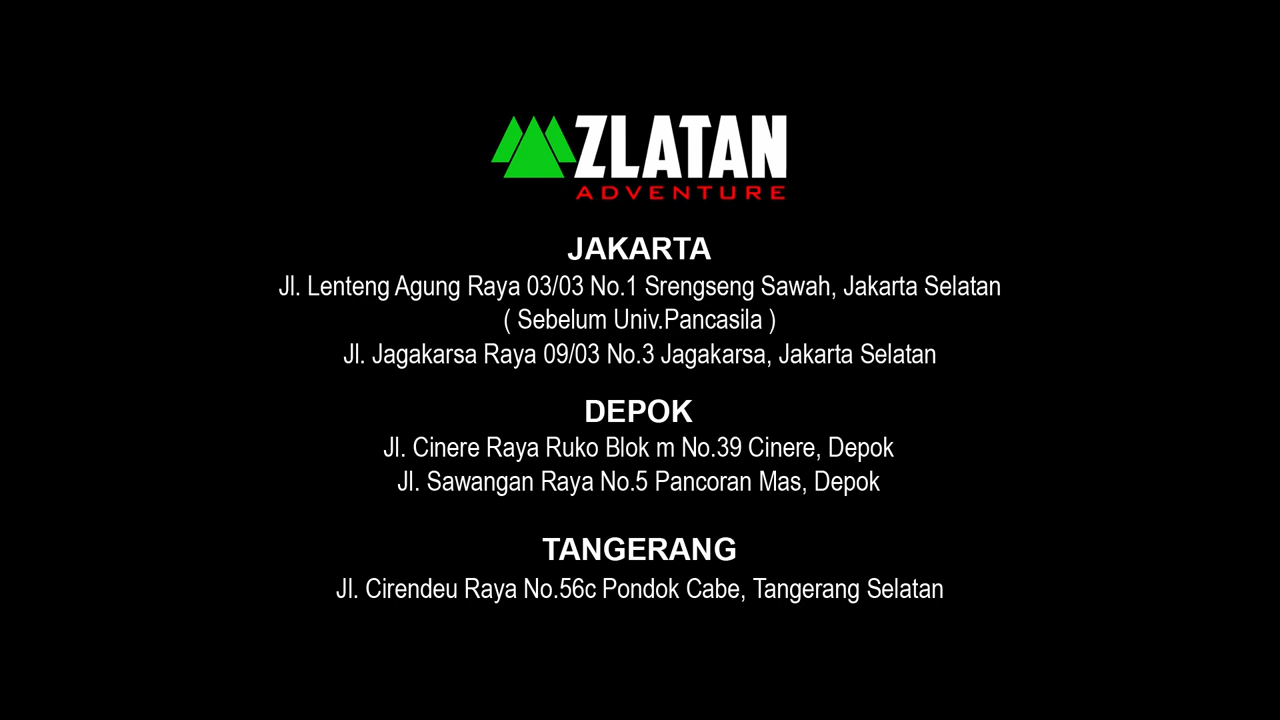 ZLATAN
ADVENTURE
JAKARTA
Jl. Lenteng Agung Raya 03/03 No.1 Srengseng Sawah, Jakarta Selatan
( Sebelum Univ.Pancasila )
Jl. Jagakarsa Raya 09/03 No.3 Jagakarsa, Jakarta Selatan
DEPOK
Jl. Cinere Raya Ruko Blok m No.39 Cinere, Depok
Jl. Sawangan Raya No.5 Pancoran Mas, Depok
TANGERANG
Jl. Cirendeu Raya No.56c Pondok Cabe, Tangerang Selatan